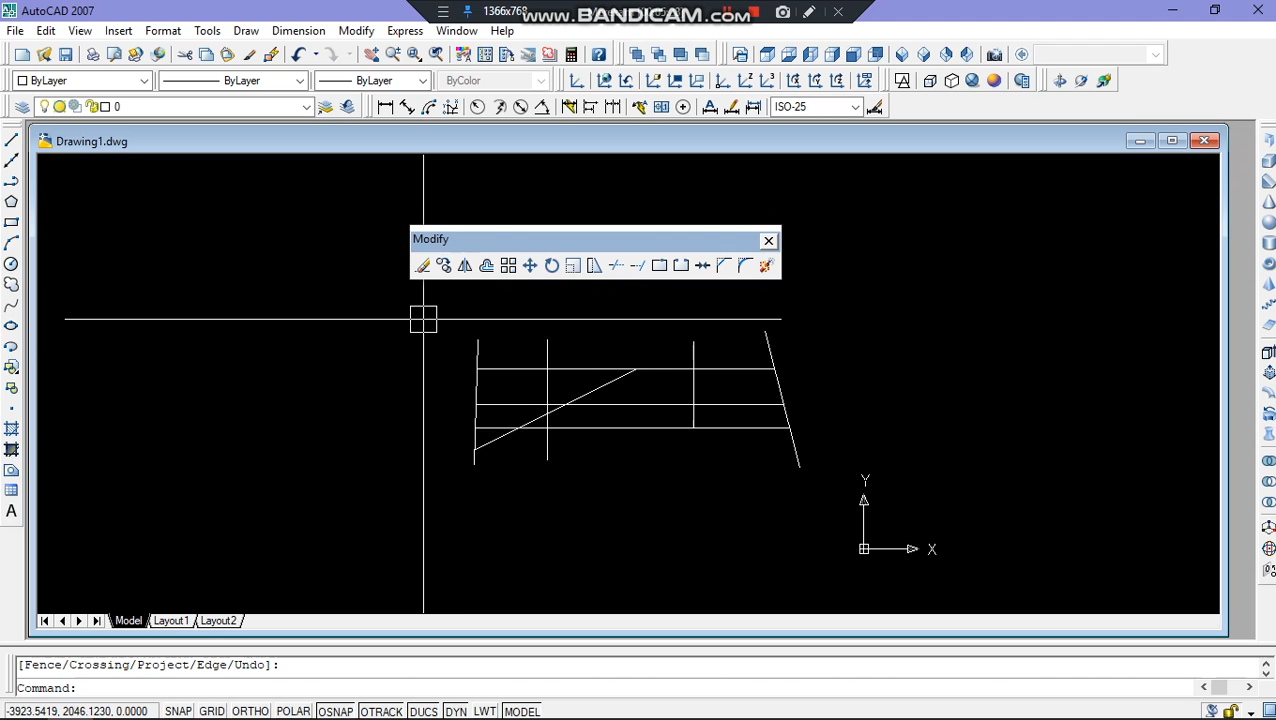 AutoCAD 2007
1366x768
www.BANDICAM.com
File Edit View Insert Format Tools Draw Dimension Modify Express Window Help
ByLayer ByLayer ByLayer ByColor
0 ISO-25
Drawing1.dwg
Modify
Y
X
Model Layout1 Layout2
[Fence/Crossing/Project/Edge/Undo]:
Command:
-3923.5419, 2046.1230, 0.0000 SNAP GRID ORTHO POLAR OSNAP OTRACK DUCS DYN LWT MODEL